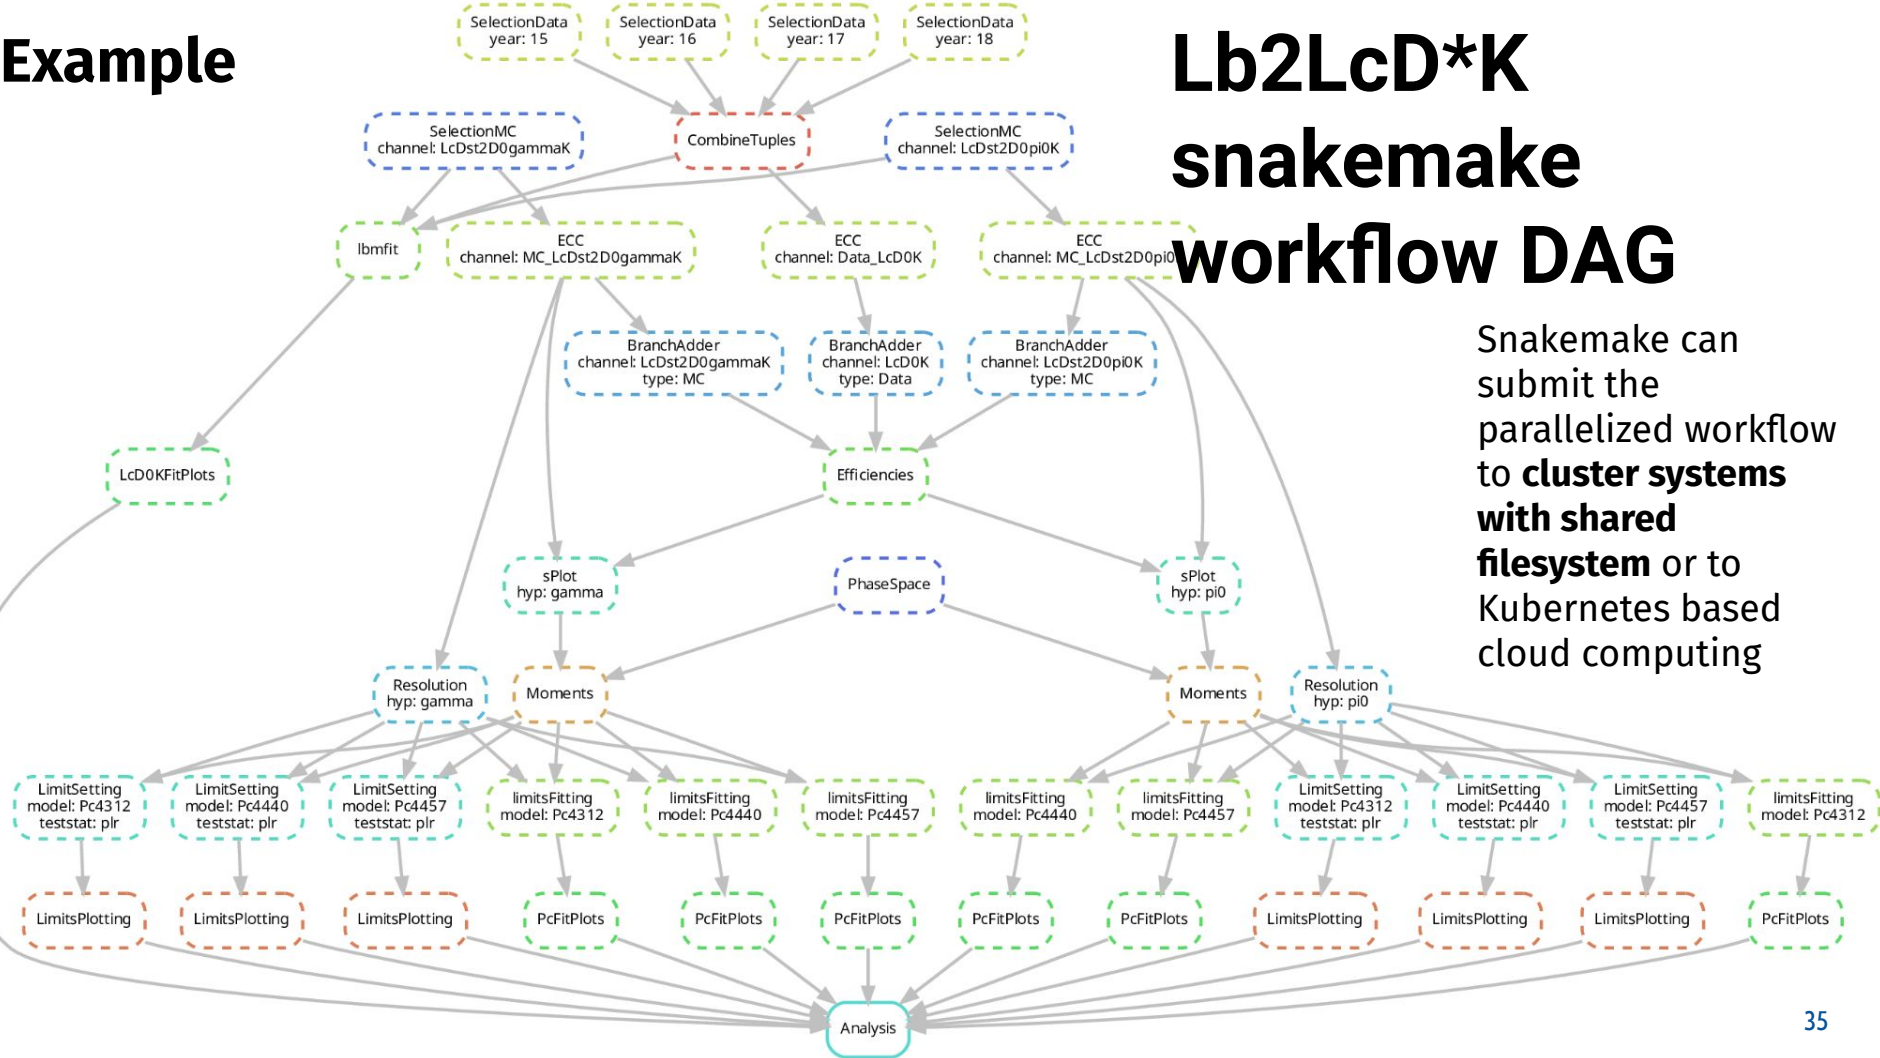 Example
Lb2LcD*K
snakemake
workflow DAG
Snakemake can
submit the
parallelized workflow
to cluster systems
with shared
filesystem or to
Kubernetes based
cloud computing
SelectionData
year: 15
SelectionData
year: 16
SelectionData
year: 17
SelectionData
year: 18
SelectionMC
channel: LcDst2D0gammaK
CombineTuples
SelectionMC
channel: LcDst2D0pi0K
lbmfit
ECC
channel: MC_LcDst2D0gammaK
ECC
channel: Data_LcD0K
ECC
channel: MC_LcDst2D0pi0
BranchAdder
channel: LcDst2D0gammaK
type: MC
BranchAdder
channel: LcD0K
type: Data
BranchAdder
channel: LcDst2D0pi0K
type: MC
LcD0KFitPlots
Efficiencies
sPlot
hyp: gamma
PhaseSpace
sPlot
hyp: pi0
Resolution
hyp: gamma
Moments
Moments
Resolution
hyp: pi0
LimitSetting
model: Pc4312
teststat: plr
LimitSetting
model: Pc4440
teststat: plr
LimitSetting
model: Pc4457
teststat: plr
limitsFitting
model: Pc4312
limitsFitting
model: Pc4440
limitsFitting
model: Pc4457
limitsFitting
model: Pc4440
limitsFitting
model: Pc4457
LimitSetting
model: Pc4312
teststat: plr
LimitSetting
model: Pc4440
teststat: plr
LimitSetting
model: Pc4457
teststat: plr
limitsFitting
model: Pc4312
LimitsPlotting
LimitsPlotting
LimitsPlotting
PcFitPlots
PcFitPlots
PcFitPlots
PcFitPlots
PcFitPlots
LimitsPlotting
LimitsPlotting
LimitsPlotting
PcFitPlots
Analysis
35